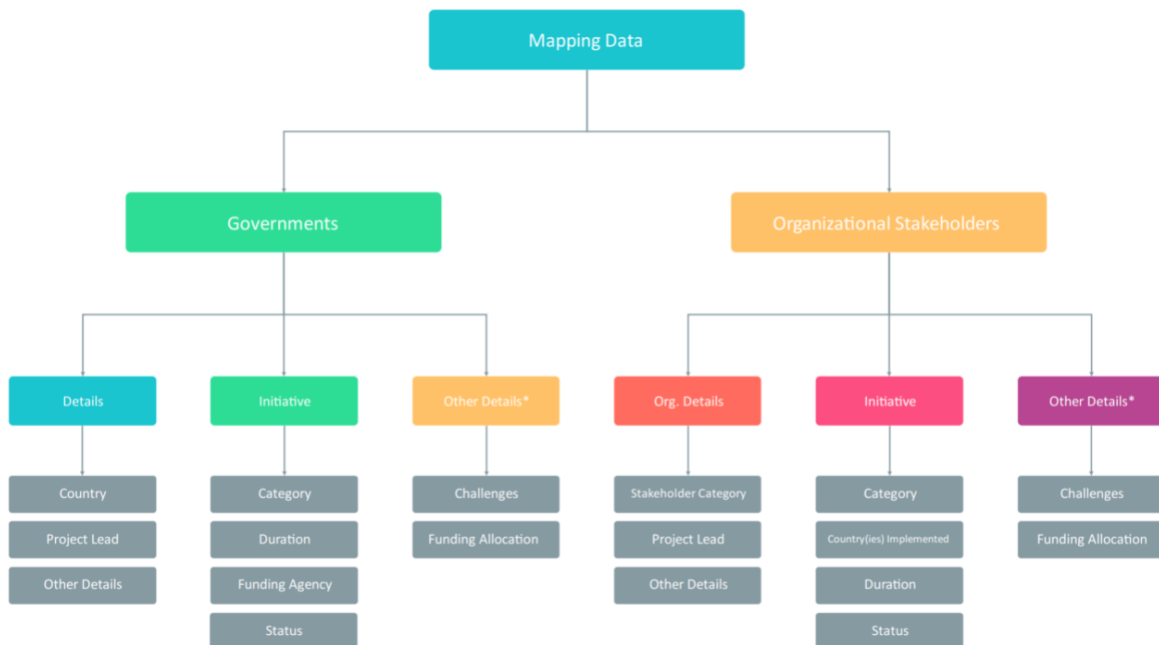 Mapping Data
Governments
Organizational Stakeholders
Details
Initiative
Other Details*
Org. Details
Initiative
Other Details*
Country
Category
Challenges
Stakeholder Category
Category
Challenges
Project Lead
Duration
Funding Allocation
Project Lead
Country(ies) Implemented
Funding Allocation
Other Details
Funding Agency
Other Details
Duration
Status
Status